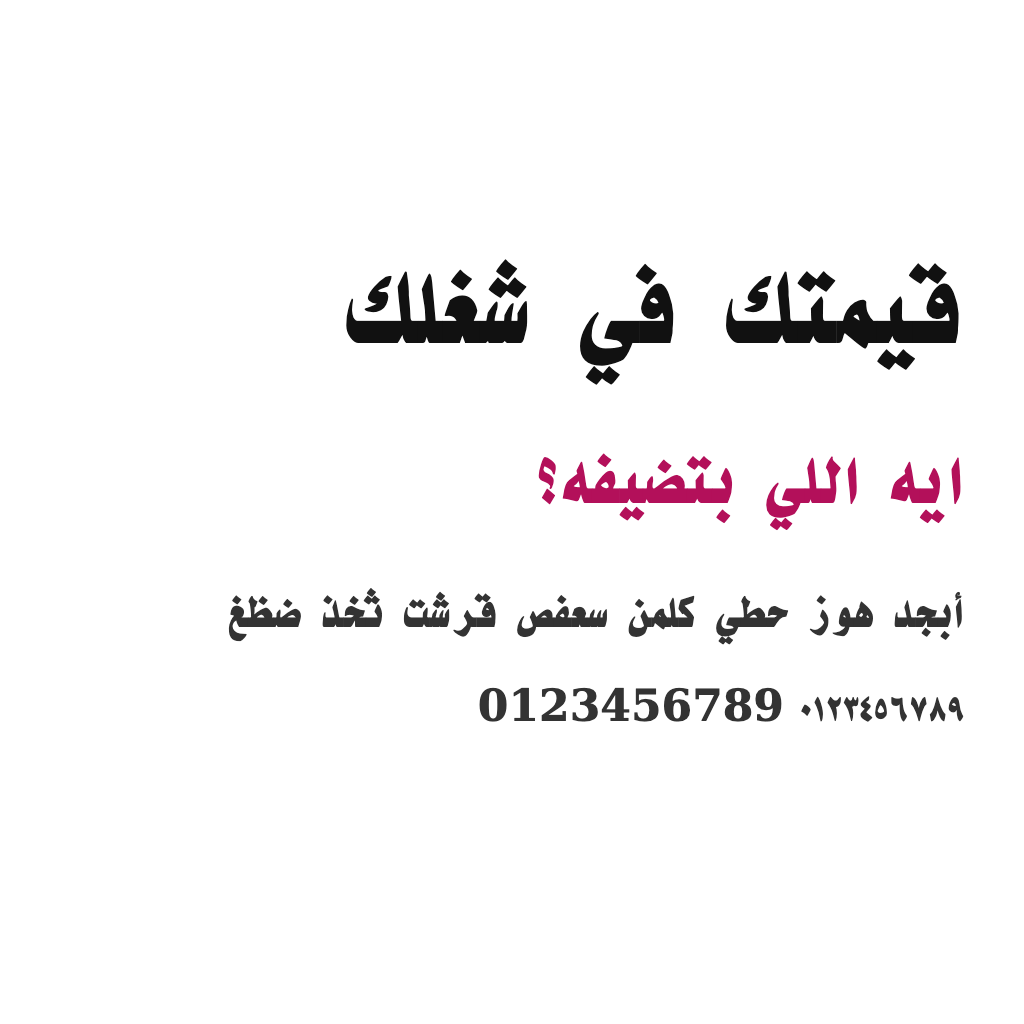 قيمتك في شغلك
ايه اللي بتضيفه؟
أبجد هوز حطي كلمن سعفص قرشت ثخذ ضظغ
٠١٢٣٤٥٦٧٨٩ 0123456789